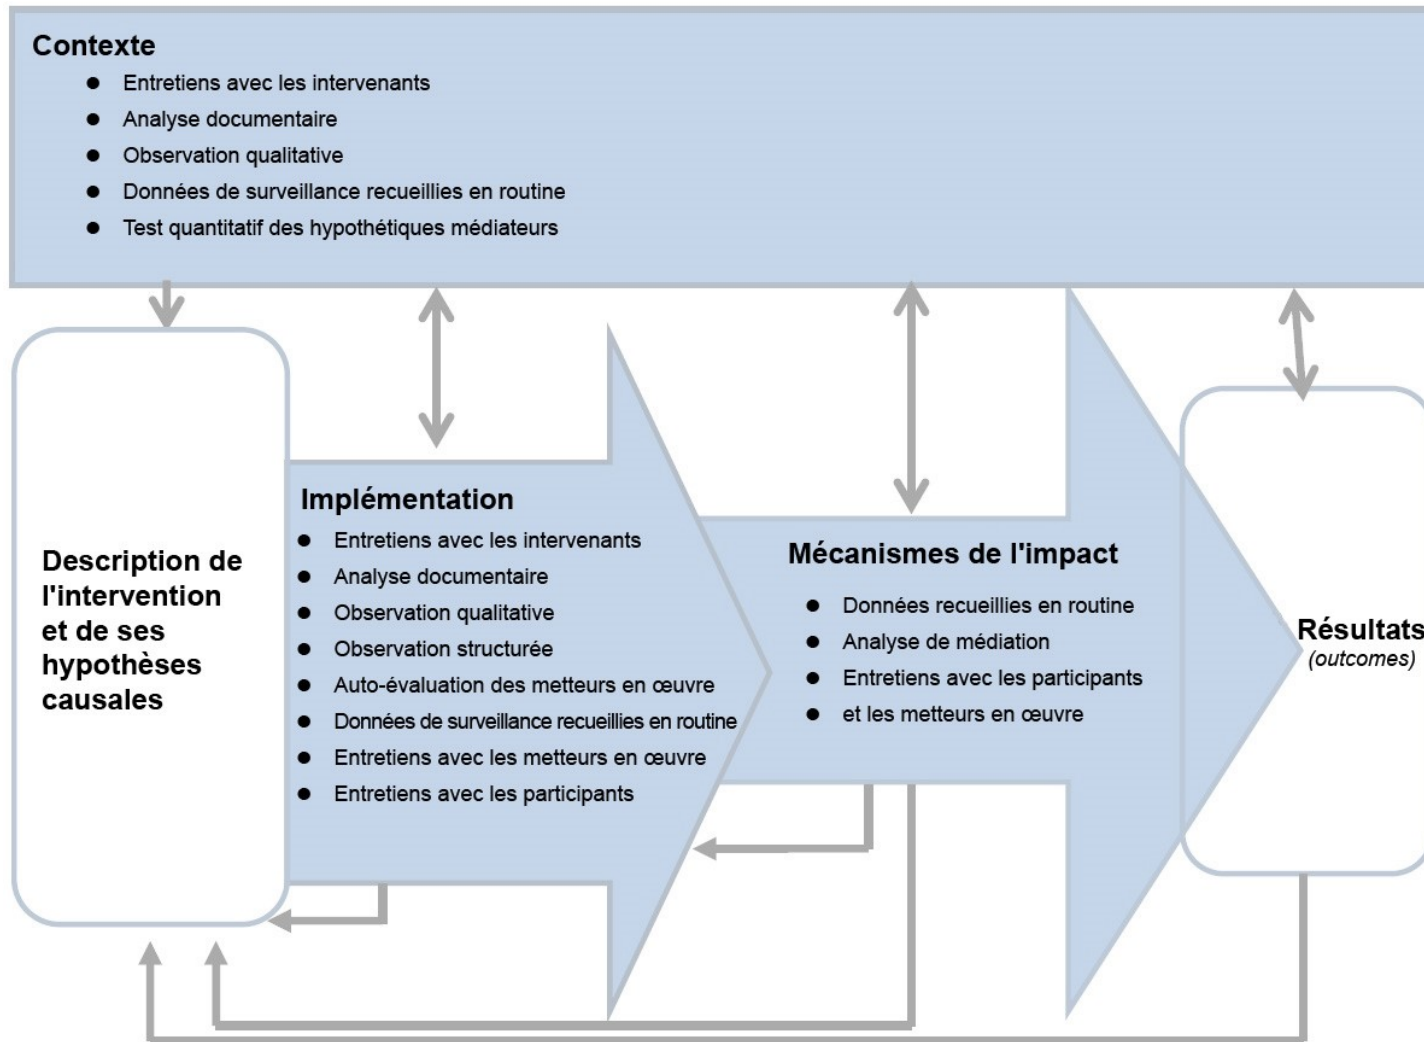 Contexte
● Entretiens avec les intervenants
● Analyse documentaire
● Observation qualitative
● Données de surveillance recueillies en routine
● Test quantitatif des hypothétiques médiateurs
Description de
l'intervention
et de ses
hypothèses
causales
Implémentation
● Entretiens avec les intervenants
● Analyse documentaire
● Observation qualitative
● Observation structurée
● Auto-évaluation des metteurs en œuvre
● Données de surveillance recueillies en routine
● Entretiens avec les metteurs en œuvre
● Entretiens avec les participants
Mécanismes de l'impact
● Données recueillies en routine
● Analyse de médiation
● Entretiens avec les participants
● et les metteurs en œuvre
Résultats
(outcomes)